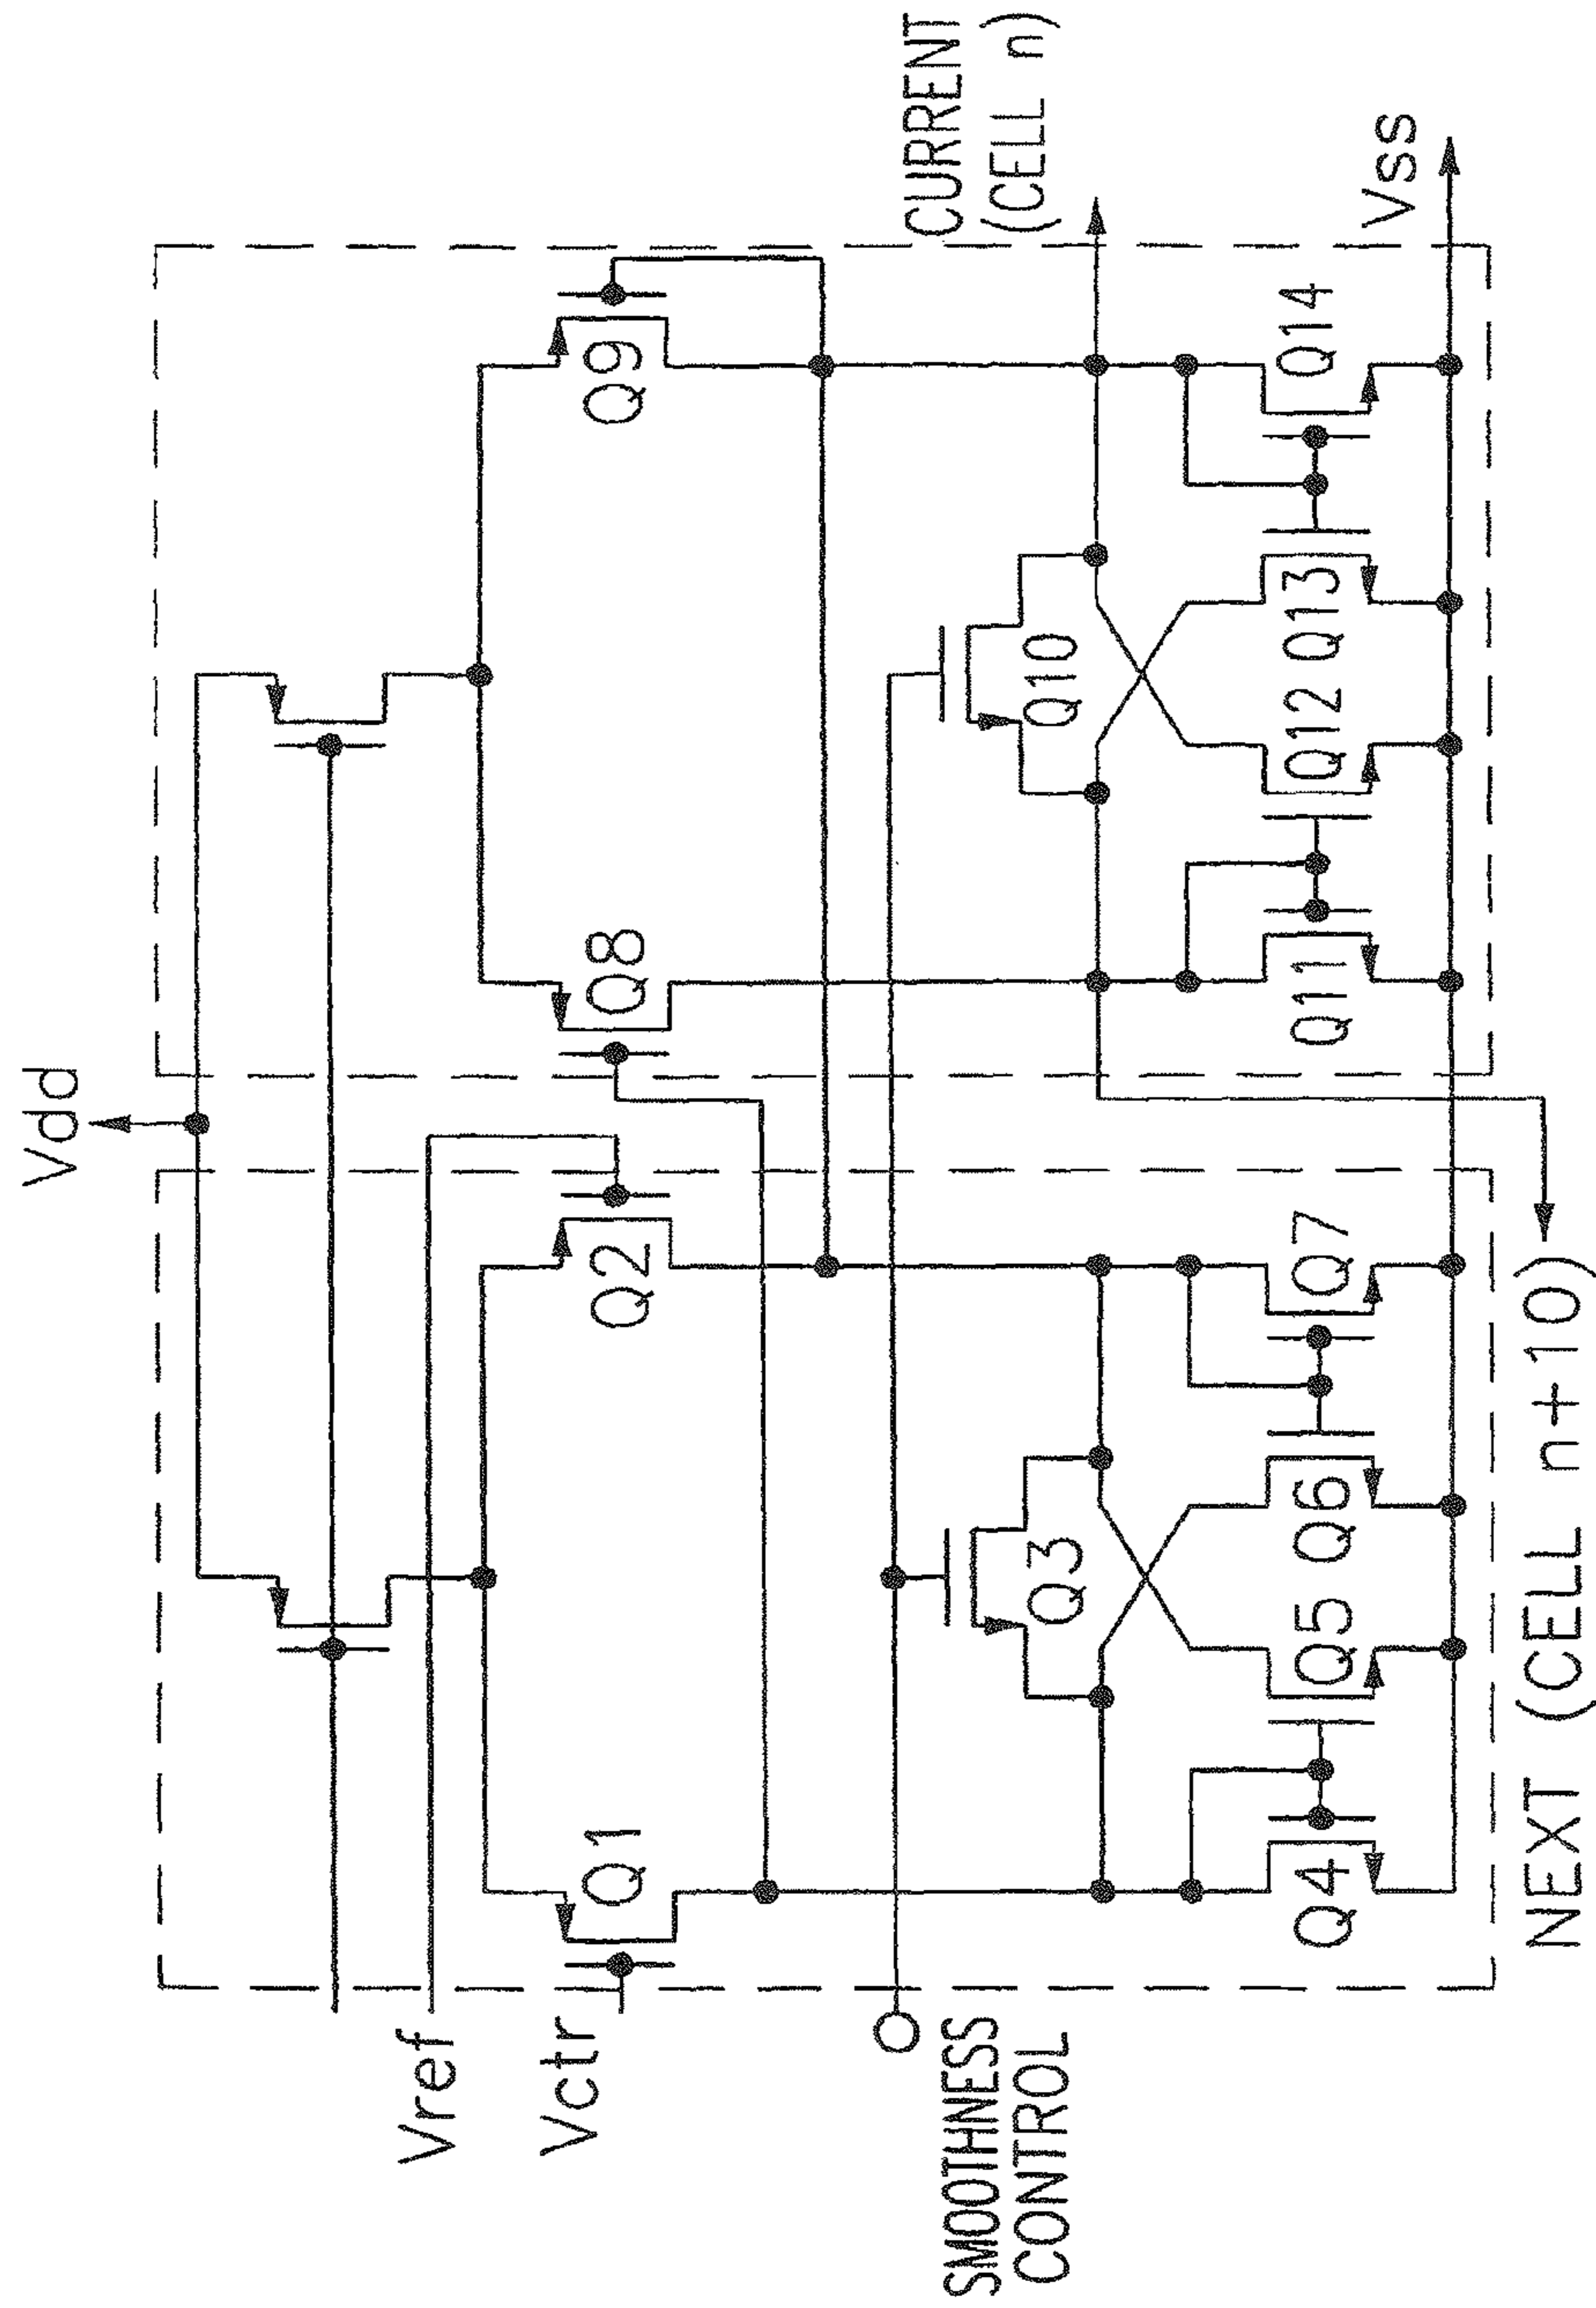 Vdd
Vref
Vctr
Q1
Q2
Q8
Q9
SMOOTHNESS
CONTROL
Q3
Q10
CURRENT
(CELL n)
Q4
Q5
Q6
Q7
Q11
Q12
Q13
Q14
Vss
NEXT (CELL n+10)